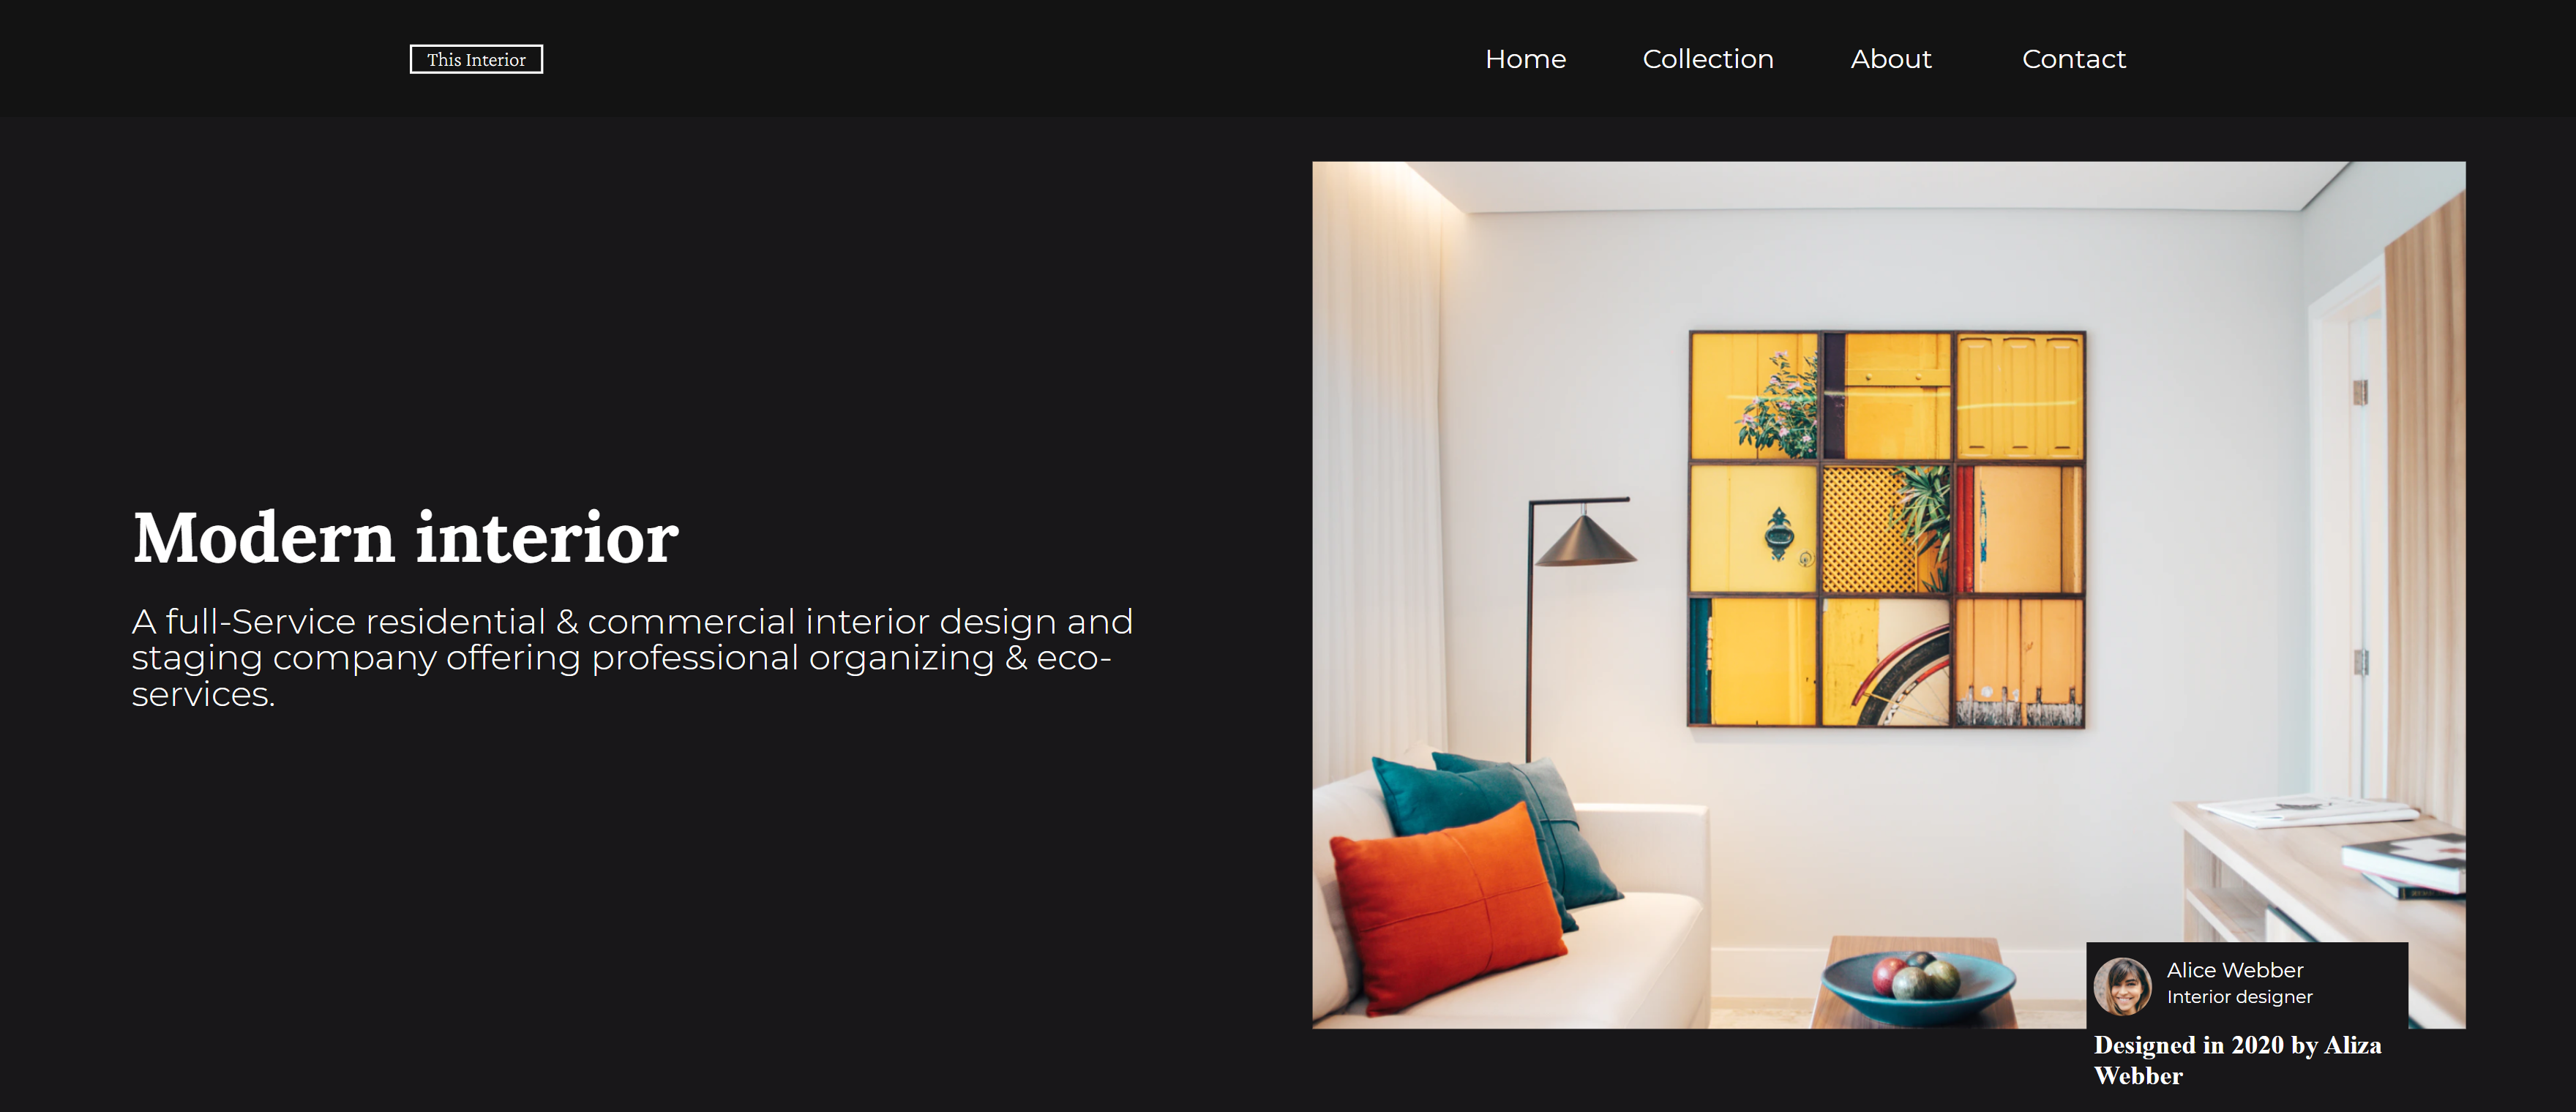 This Interior
Home Collection About Contact
Modern interior
A full-Service residential & commercial interior design and
staging company offering professional organizing & eco-
services.
Alice Webber
Interior designer
Designed in 2020 by Aliza
Webber